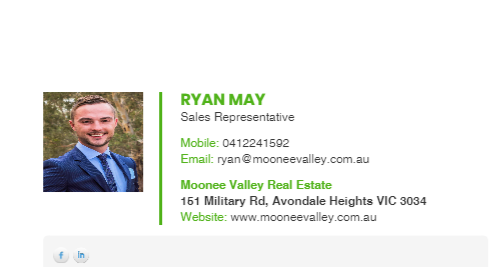 RYAN MAY
Sales Representative
Mobile: 0412241592
Email: ryan@mooneevalley.com.au
Moonee Valley Real Estate
151 Military Rd, Avondale Heights VIC 3034
Website: www.mooneevalley.com.au
f in